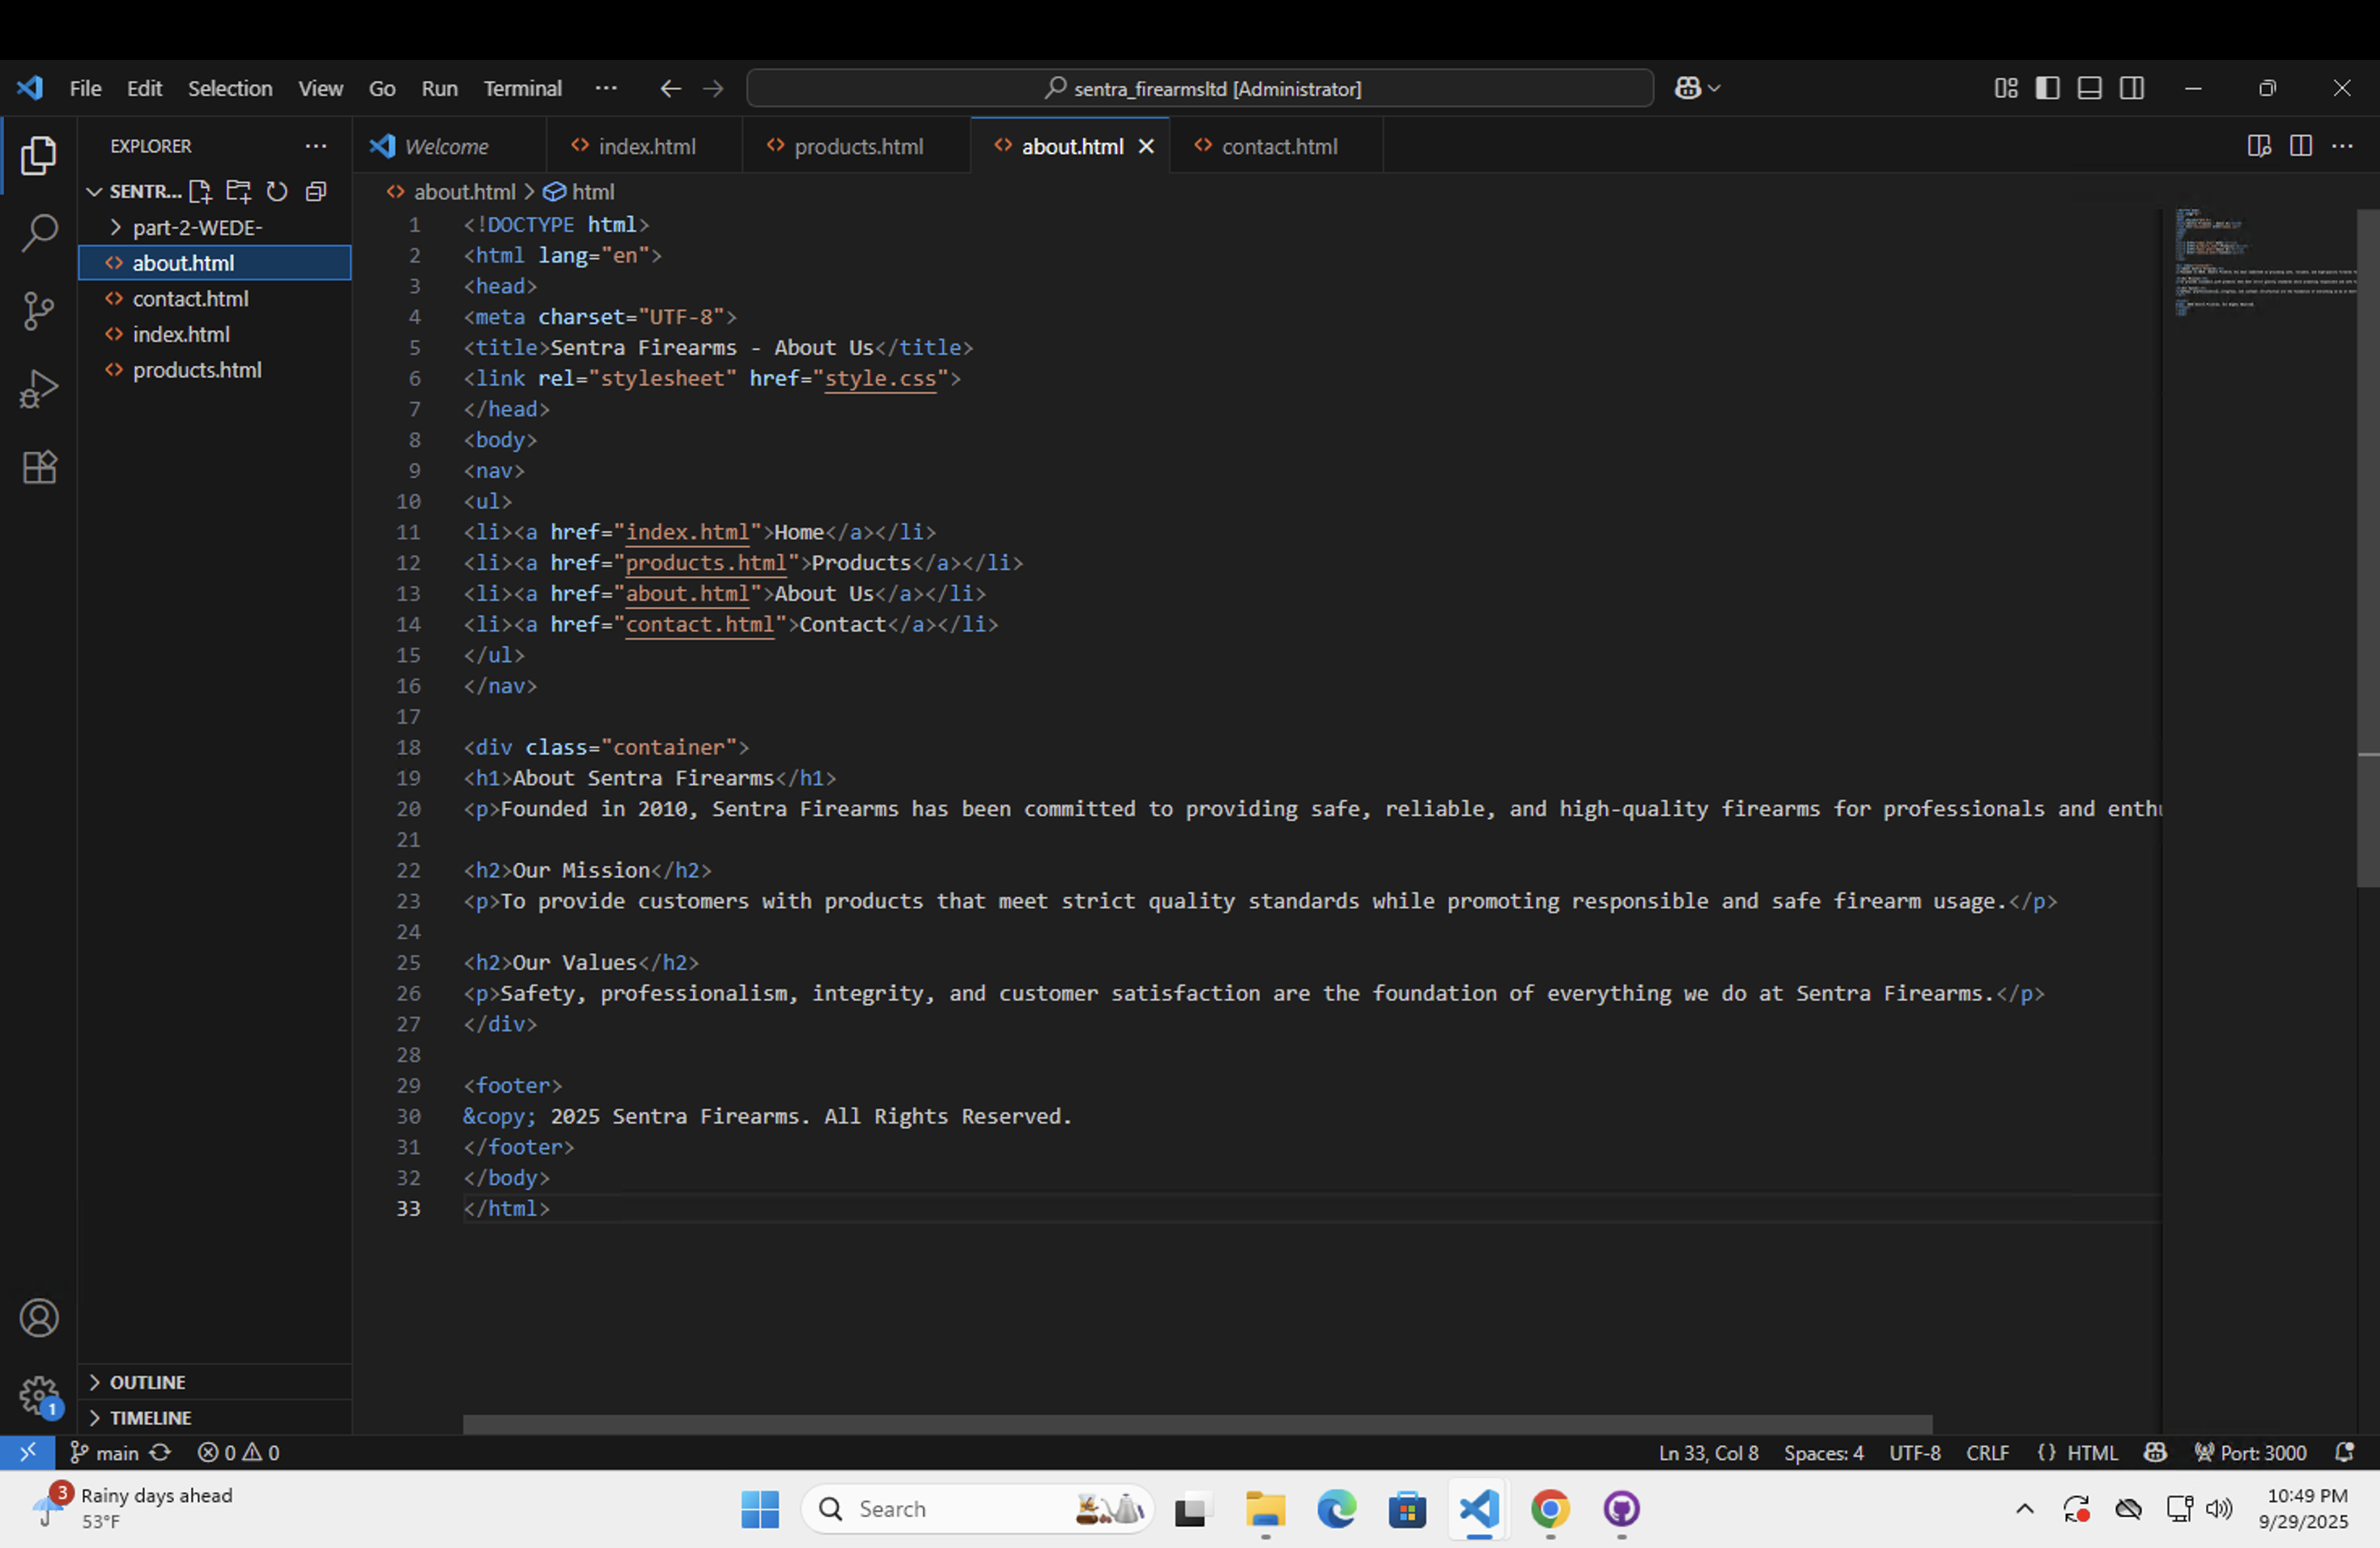 File Edit Selection View Go Run Terminal ··· sentra_firearmsltd [Administrator]
EXPLORER
SENTR...
part-2-WEDE-
about.html
contact.html
index.html
products.html
OUTLINE
TIMELINE
Welcome index.html products.html about.html contact.html
about.html > html
1 <!DOCTYPE html>
2 <html lang="en">
3 <head>
4 <meta charset="UTF-8">
5 <title>Sentra Firearms - About Us</title>
6 <link rel="stylesheet" href="style.css">
7 </head>
8 <body>
9 <nav>
10 <ul>
11 <li><a href="index.html">Home</a></li>
12 <li><a href="products.html">Products</a></li>
13 <li><a href="about.html">About Us</a></li>
14 <li><a href="contact.html">Contact</a></li>
15 </ul>
16 </nav>
17
18 <div class="container">
19 <h1>About Sentra Firearms</h1>
20 <p>Founded in 2010, Sentra Firearms has been committed to providing safe, reliable, and high-quality firearms for professionals and enthu
21
22 <h2>Our Mission</h2>
23 <p>To provide customers with products that meet strict quality standards while promoting responsible and safe firearm usage.</p>
24
25 <h2>Our Values</h2>
26 <p>Safety, professionalism, integrity, and customer satisfaction are the foundation of everything we do at Sentra Firearms.</p>
27 </div>
28
29 <footer>
30 &copy; 2025 Sentra Firearms. All Rights Reserved.
31 </footer>
32 </body>
33 </html>
1
main 0 0 Ln 33, Col 8 Spaces: 4 UTF-8 CRLF {} HTML Port: 3000
3 Rainy days ahead
53°F
Search
10:49 PM
9/29/2025